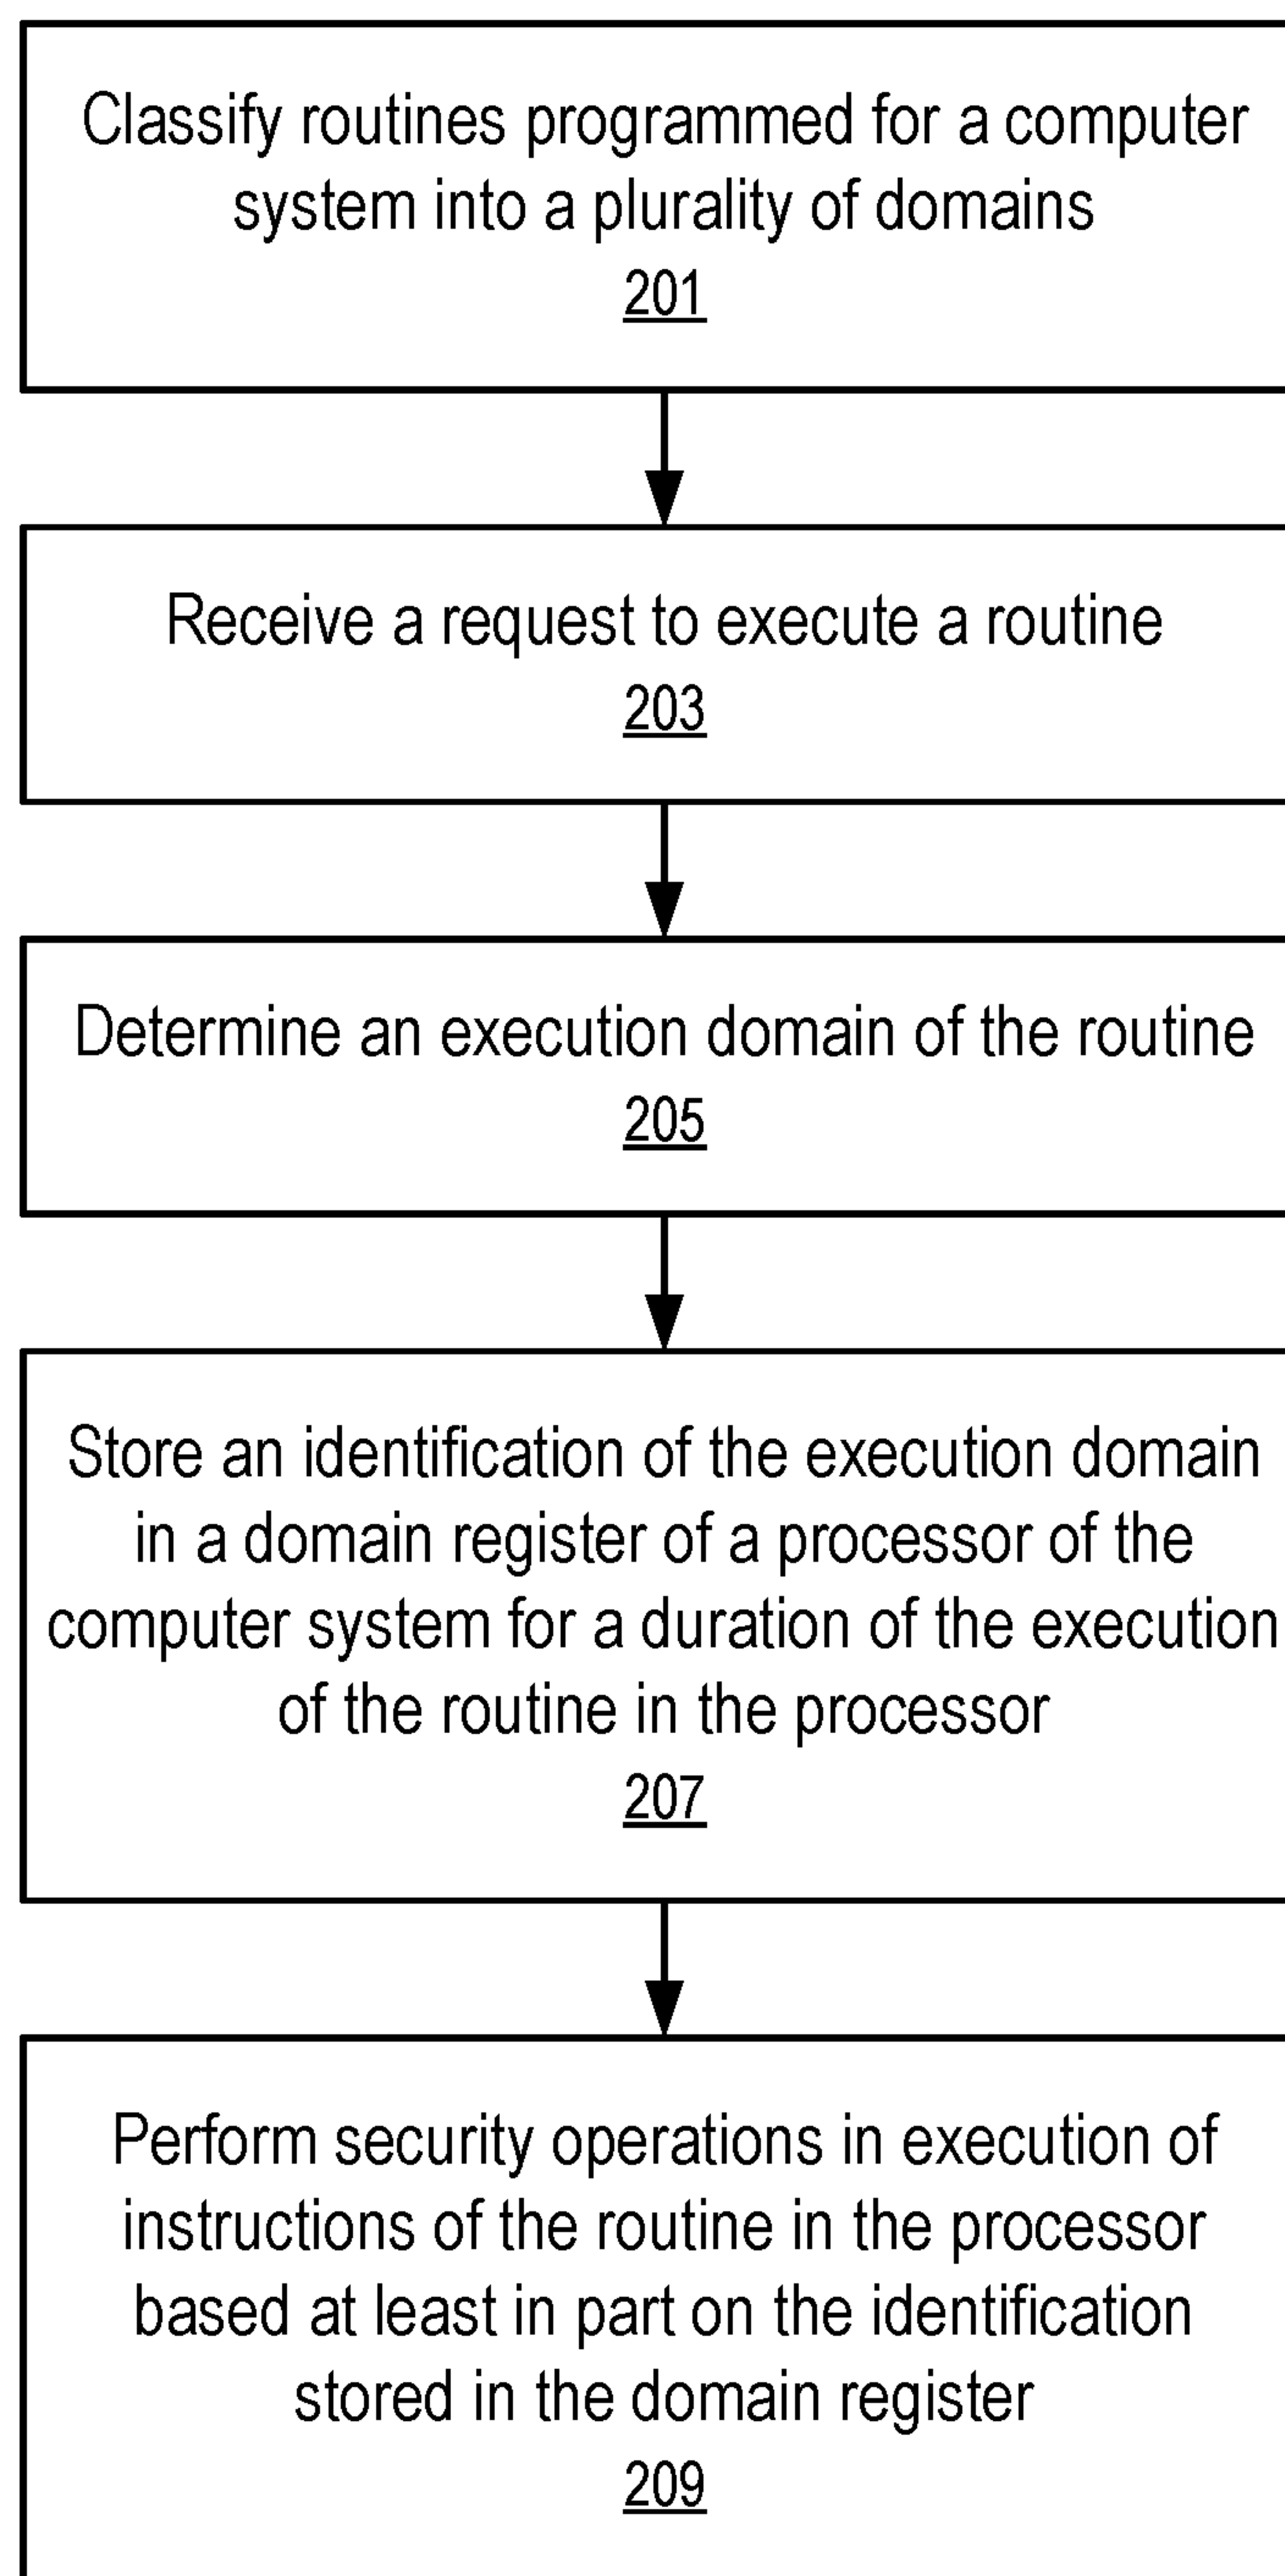 Classify routines programmed for a computer
system into a plurality of domains
201
Receive a request to execute a routine
203
Determine an execution domain of the routine
205
Store an identification of the execution domain
in a domain register of a processor of the
computer system for a duration of the execution
of the routine in the processor
207
Perform security operations in execution of
instructions of the routine in the processor
based at least in part on the identification
stored in the domain register
209